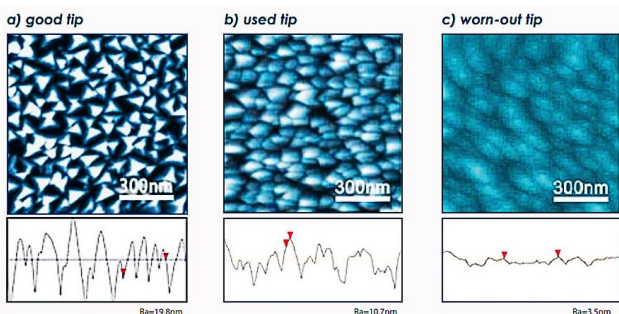 a) good tip
b) used tip
c) worn-out tip
300nm
300nm
300nm
Ra=19.8nm
Ra=10.7nm
Ra=3.5nm